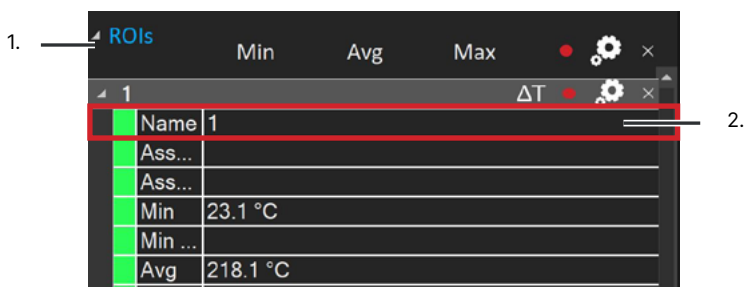 1.
ROIs Min Avg Max ×
1 ΔT ×
Name 1 2.
Ass...
Ass...
Min 23.1 °C
Min ...
Avg 218.1 °C